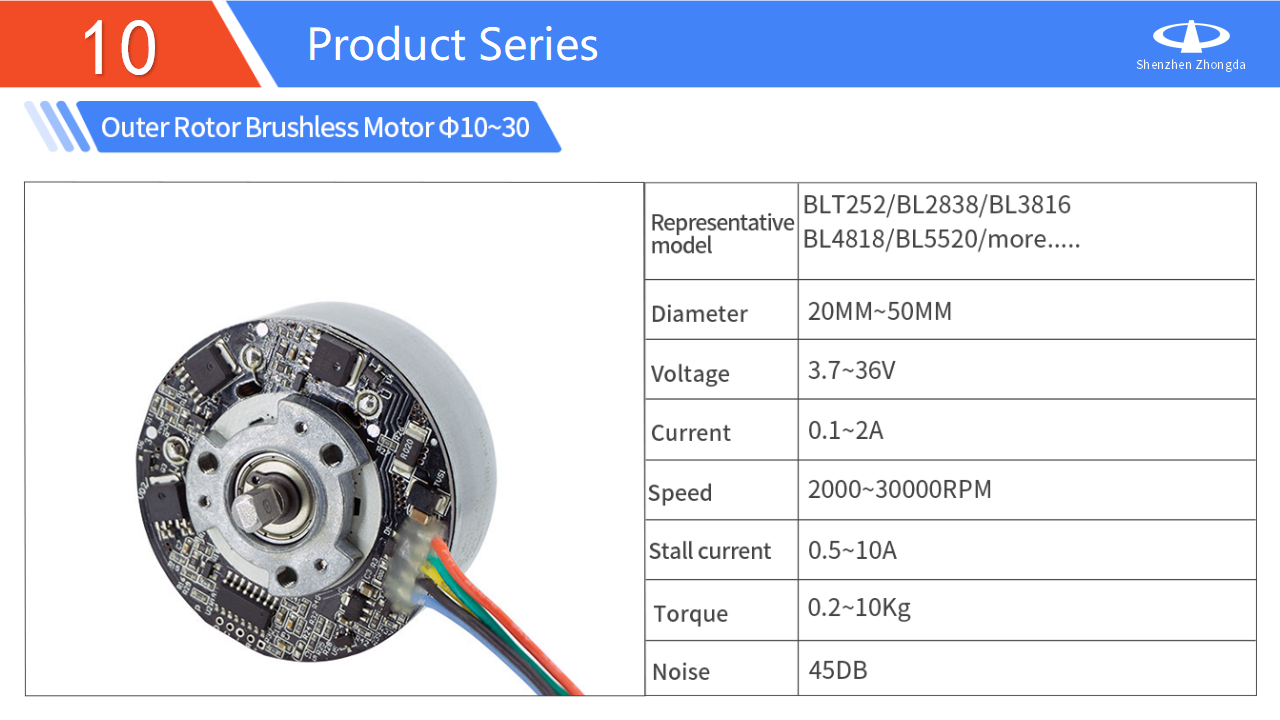 10
Product Series
Shenzhen Zhongda
Outer Rotor Brushless Motor Φ10~30
Representative
model
BLT252/BL2838/BL3816
BL4818/BL5520/more.....
Diameter
20MM~50MM
Voltage
3.7~36V
Current
0.1~2A
Speed
2000~30000RPM
Stall current
0.5~10A
Torque
0.2~10Kg
Noise
45DB
R020
TVS1